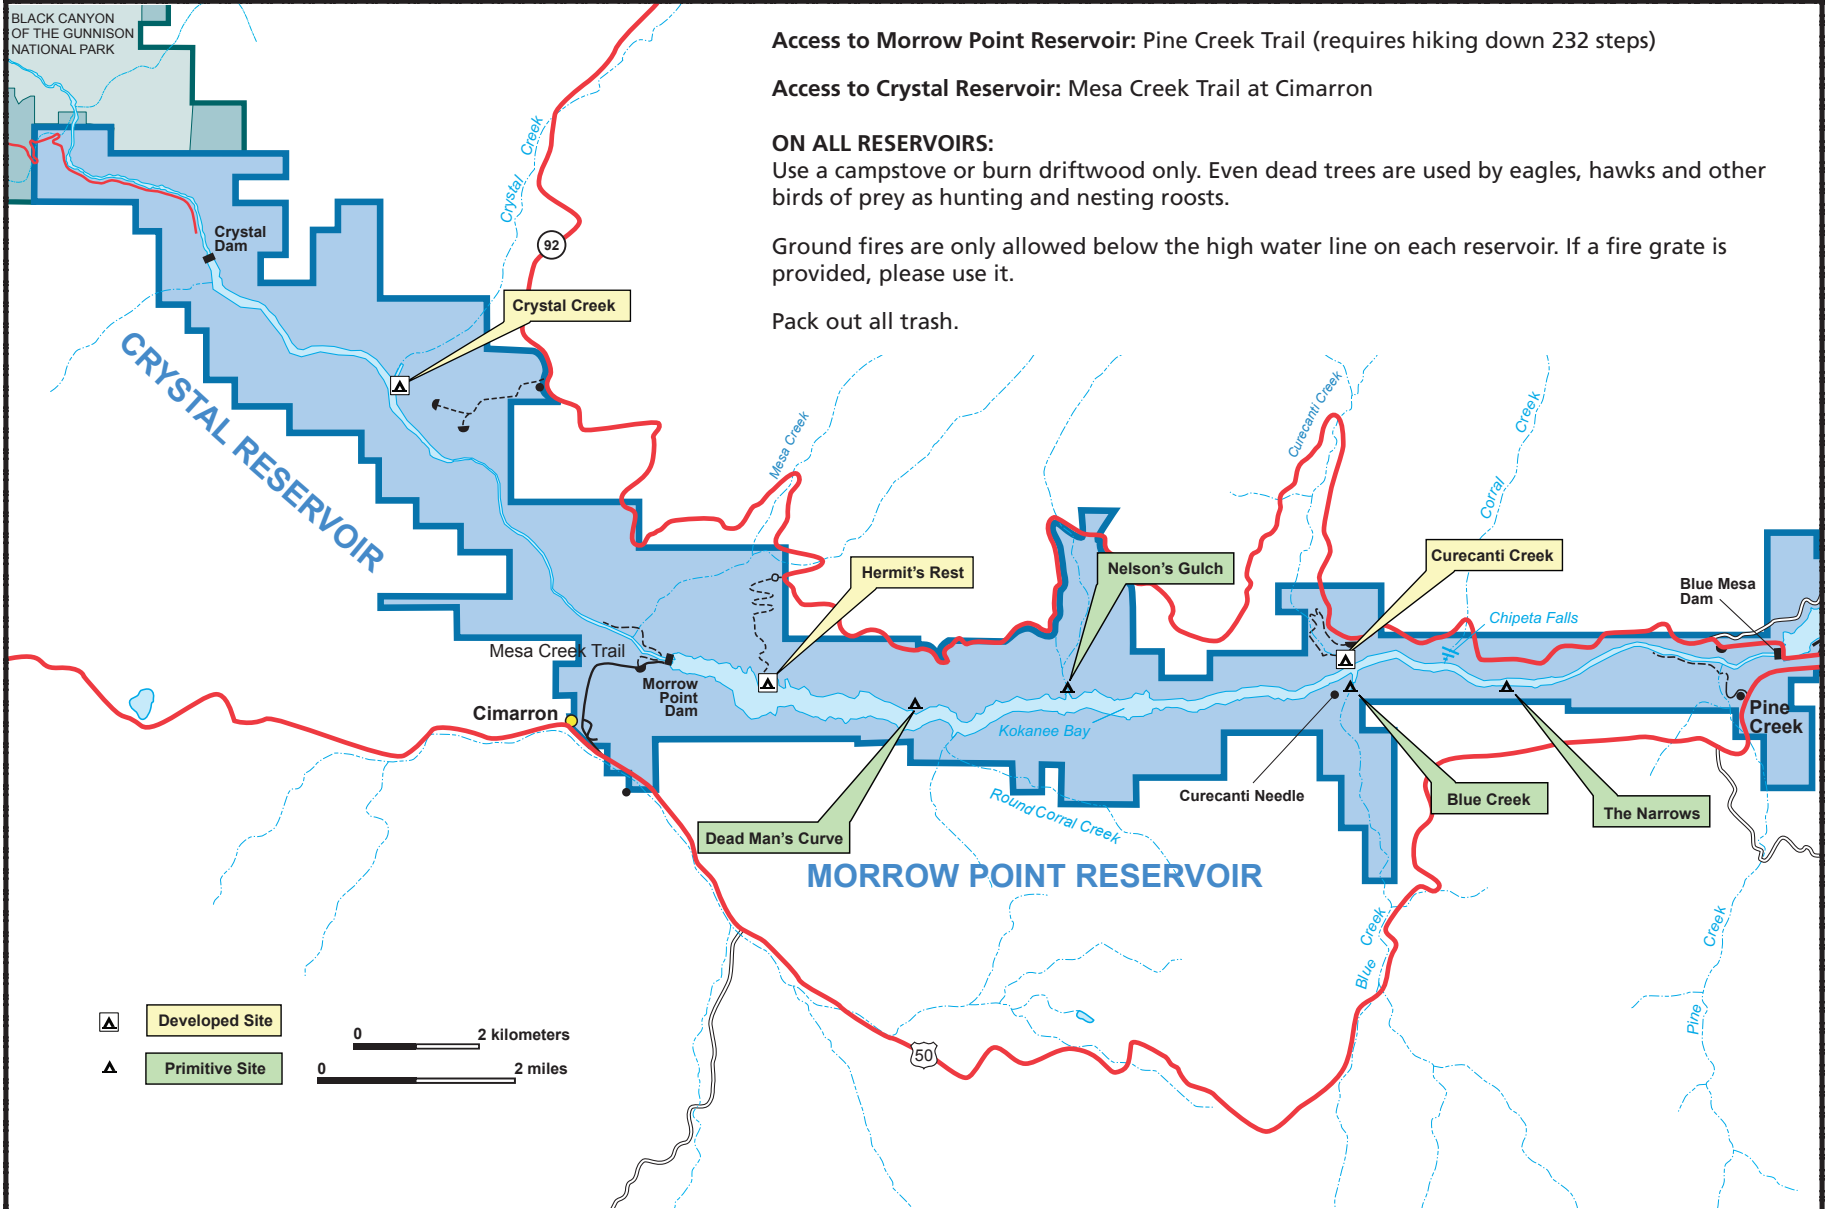 BLACK CANYON
OF THE GUNNISON
NATIONAL PARK
Access to Morrow Point Reservoir: Pine Creek Trail (requires hiking down 232 steps)
Access to Crystal Reservoir: Mesa Creek Trail at Cimarron
ON ALL RESERVOIRS:
Use a campstove or burn driftwood only. Even dead trees are used by eagles, hawks and other
birds of prey as hunting and nesting roosts.
Ground fires are only allowed below the high water line on each reservoir. If a fire grate is
provided, please use it.
Pack out all trash.
Crystal Creek
Crystal
Dam
92
Crystal Creek
CRYSTAL RESERVOIR
Mesa Creek
Curecanti Creek
Corral Creek
Hermit's Rest
Nelson's Gulch
Curecanti Creek
Blue Mesa
Dam
Chipeta Falls
Mesa Creek Trail
Morrow
Point
Dam
Cimarron
Kokanee Bay
Pine
Creek
Curecanti Needle
Round Corral Creek
Dead Man's Curve
Blue Creek
The Narrows
MORROW POINT RESERVOIR
Blue Creek
Pine Creek
50
Developed Site
0 2 kilometers
Primitive Site
0 2 miles